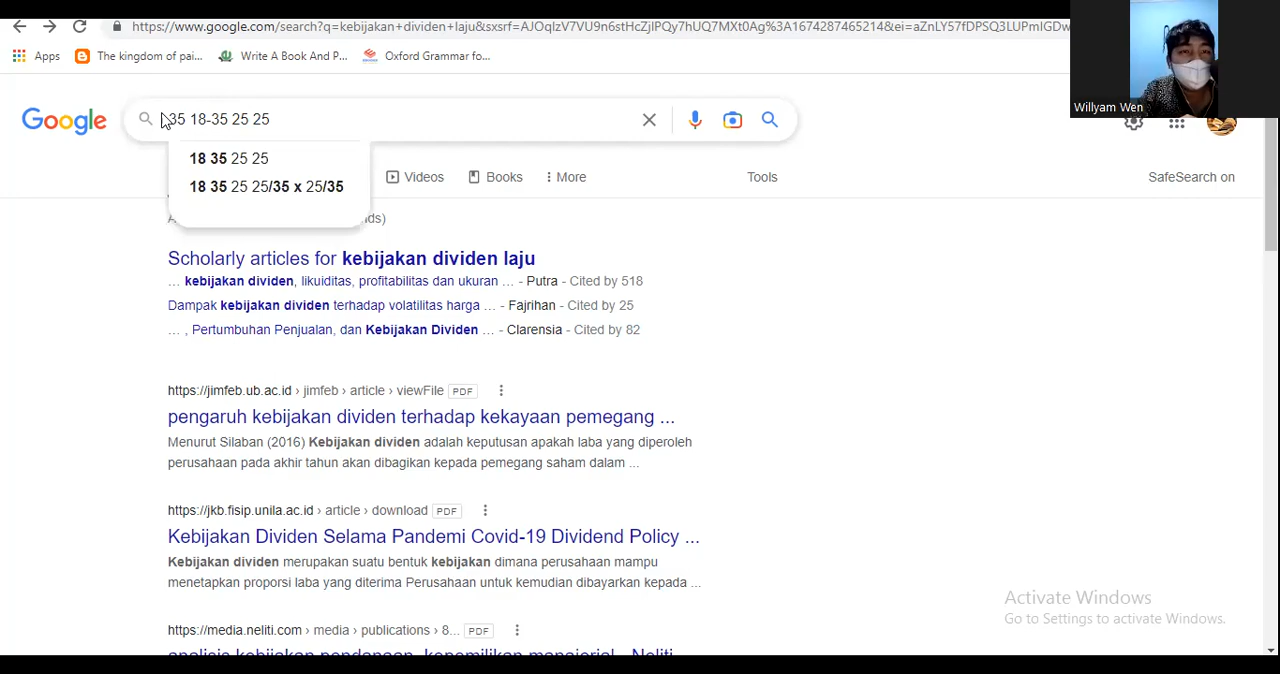 https://www.google.com/search?q=kebijakan+dividen+laju&sxsrf=AJOqlzV7VU9n6stHcZjlPQy7hUQ7MXt0Ag%3A1674287465214&ei=aZnLY57fDPSQ3LUPmlGDw
Apps
The kingdom of pai...
Write A Book And P...
Oxford Grammar fo...
Willyam Wen
Google
35 18-35 25 25
18 35 25 25
18 35 25 25/35 x 25/35
Videos
Books
More
Tools
SafeSearch on
Scholarly articles for kebijakan dividen laju
... kebijakan dividen, likuiditas, profitabilitas dan ukuran ... - Putra - Cited by 518
Dampak kebijakan dividen terhadap volatilitas harga ... - Fajrihan - Cited by 25
... , Pertumbuhan Penjualan, dan Kebijakan Dividen ... - Clarensia - Cited by 82
https://jimfeb.ub.ac.id › jimfeb › article › viewFile PDF
pengaruh kebijakan dividen terhadap kekayaan pemegang ...
Menurut Silaban (2016) Kebijakan dividen adalah keputusan apakah laba yang diperoleh
perusahaan pada akhir tahun akan dibagikan kepada pemegang saham dalam ...
https://jkb.fisip.unila.ac.id › article › download PDF
Kebijakan Dividen Selama Pandemi Covid-19 Dividend Policy ...
Kebijakan dividen merupakan suatu bentuk kebijakan dimana perusahaan mampu
menetapkan proporsi laba yang diterima Perusahaan untuk kemudian dibayarkan kepada ...
Activate Windows
Go to Settings to activate Windows.
https://media.neliti.com › media › publications › 8... PDF
analisis kebijakan pendanaan, kepemilikan manajerial - Neliti